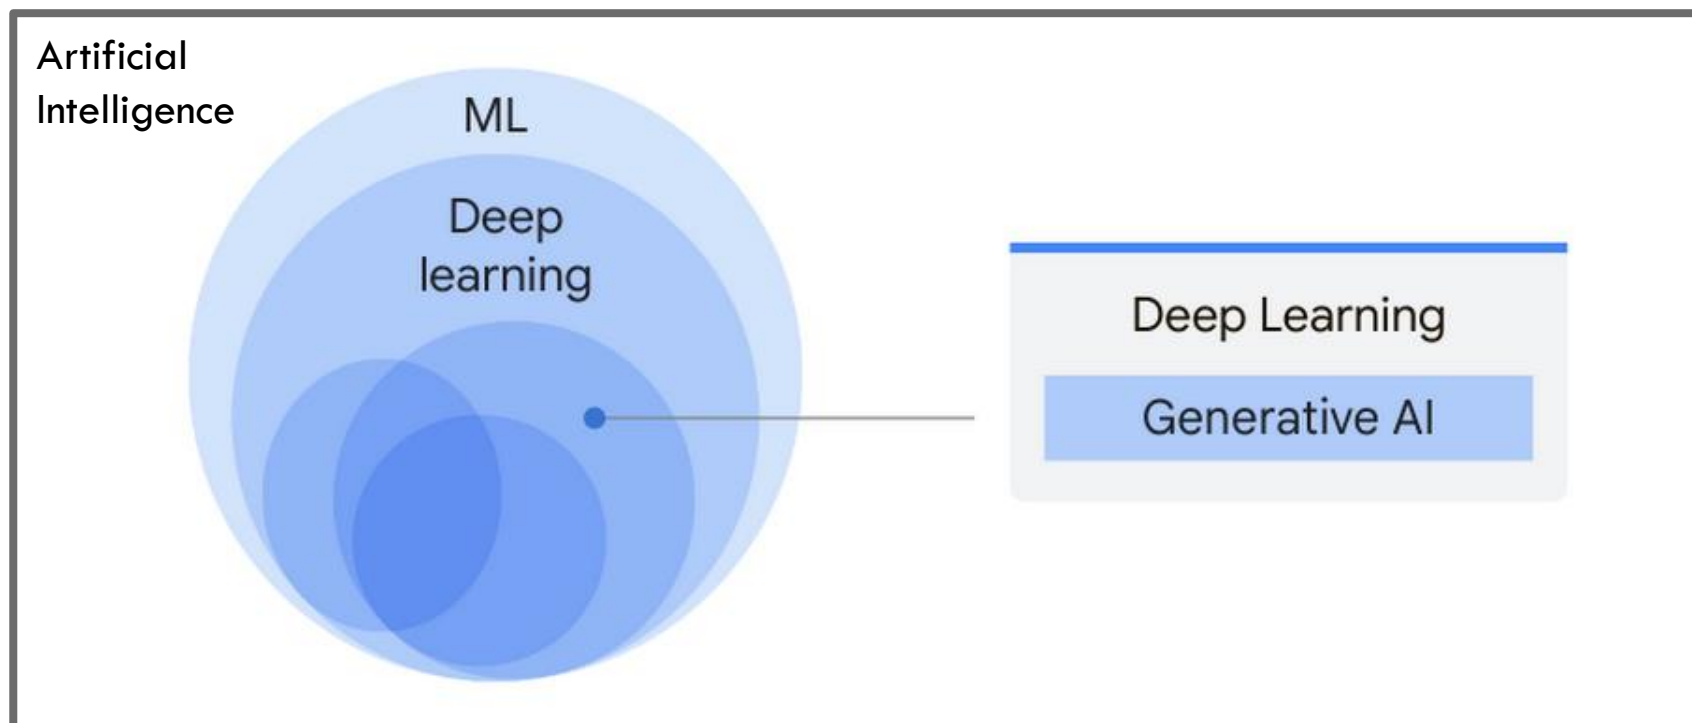 Artificial
Intelligence
ML
Deep
learning
Deep Learning
Generative AI